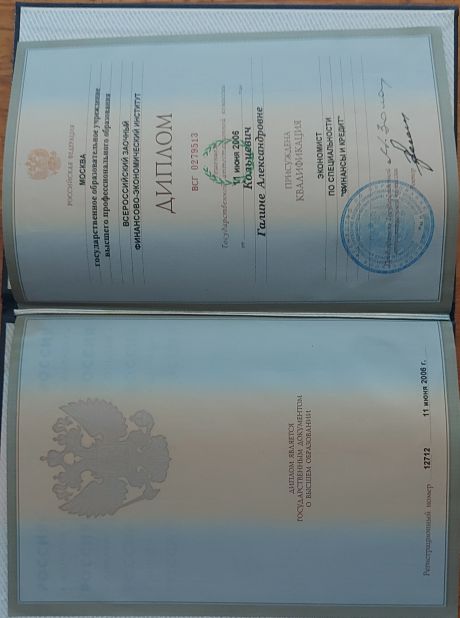 РОССИЙСКАЯ ФЕДЕРАЦИЯ
МОСКВА
государственное образовательное учреждение
высшего профессионального образования
ВСЕРОССИЙСКИЙ ЗАОЧНЫЙ
ФИНАНСОВО-ЭКОНОМИЧЕСКИЙ ИНСТИТУТ
ДИПЛОМ
ВСГ 0279513
11 июня 2006
Галине Александровне
ПРИСУЖДЕНА
КВАЛИФИКАЦИЯ
ЭКОНОМИСТ
ПО СПЕЦИАЛЬНОСТИ
"ФИНАНСЫ И КРЕДИТ"
ДИПЛОМ ЯВЛЯЕТСЯ
ГОСУДАРСТВЕННЫМ ДОКУМЕНТОМ
О ВЫСШЕМ ОБРАЗОВАНИИ
Регистрационный номер 12712 11 июня 2006 г.